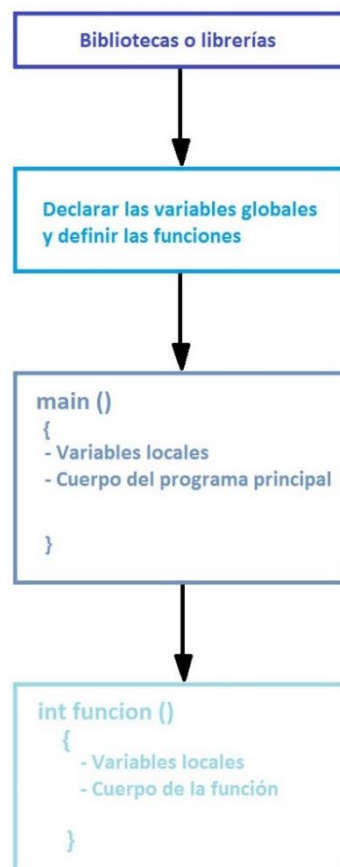 Bibliotecas o librerías
Declarar las variables globales
y definir las funciones
main ()
{
- Variables locales
- Cuerpo del programa principal
}
int funcion ()
{
- Variables locales
- Cuerpo de la función
}